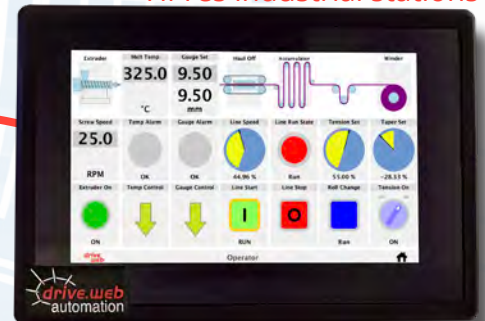 Extruder Melt Temp Gauge Set Haul Off Accumulator Winder
325.0 9.50
9.50
°C mm
Screw Speed Temp Alarm Gauge Alarm Line Speed Line Run State Tension Set Taper Set
25.0
RPM OK OK 44.96 % Run 55.00 % -28.53 %
Extruder On Temp Control Gauge Control Line Start Line Stop Roll Change Tension On
I O
ON RUN Ran ON
drive.web Operator
drive.web
automation